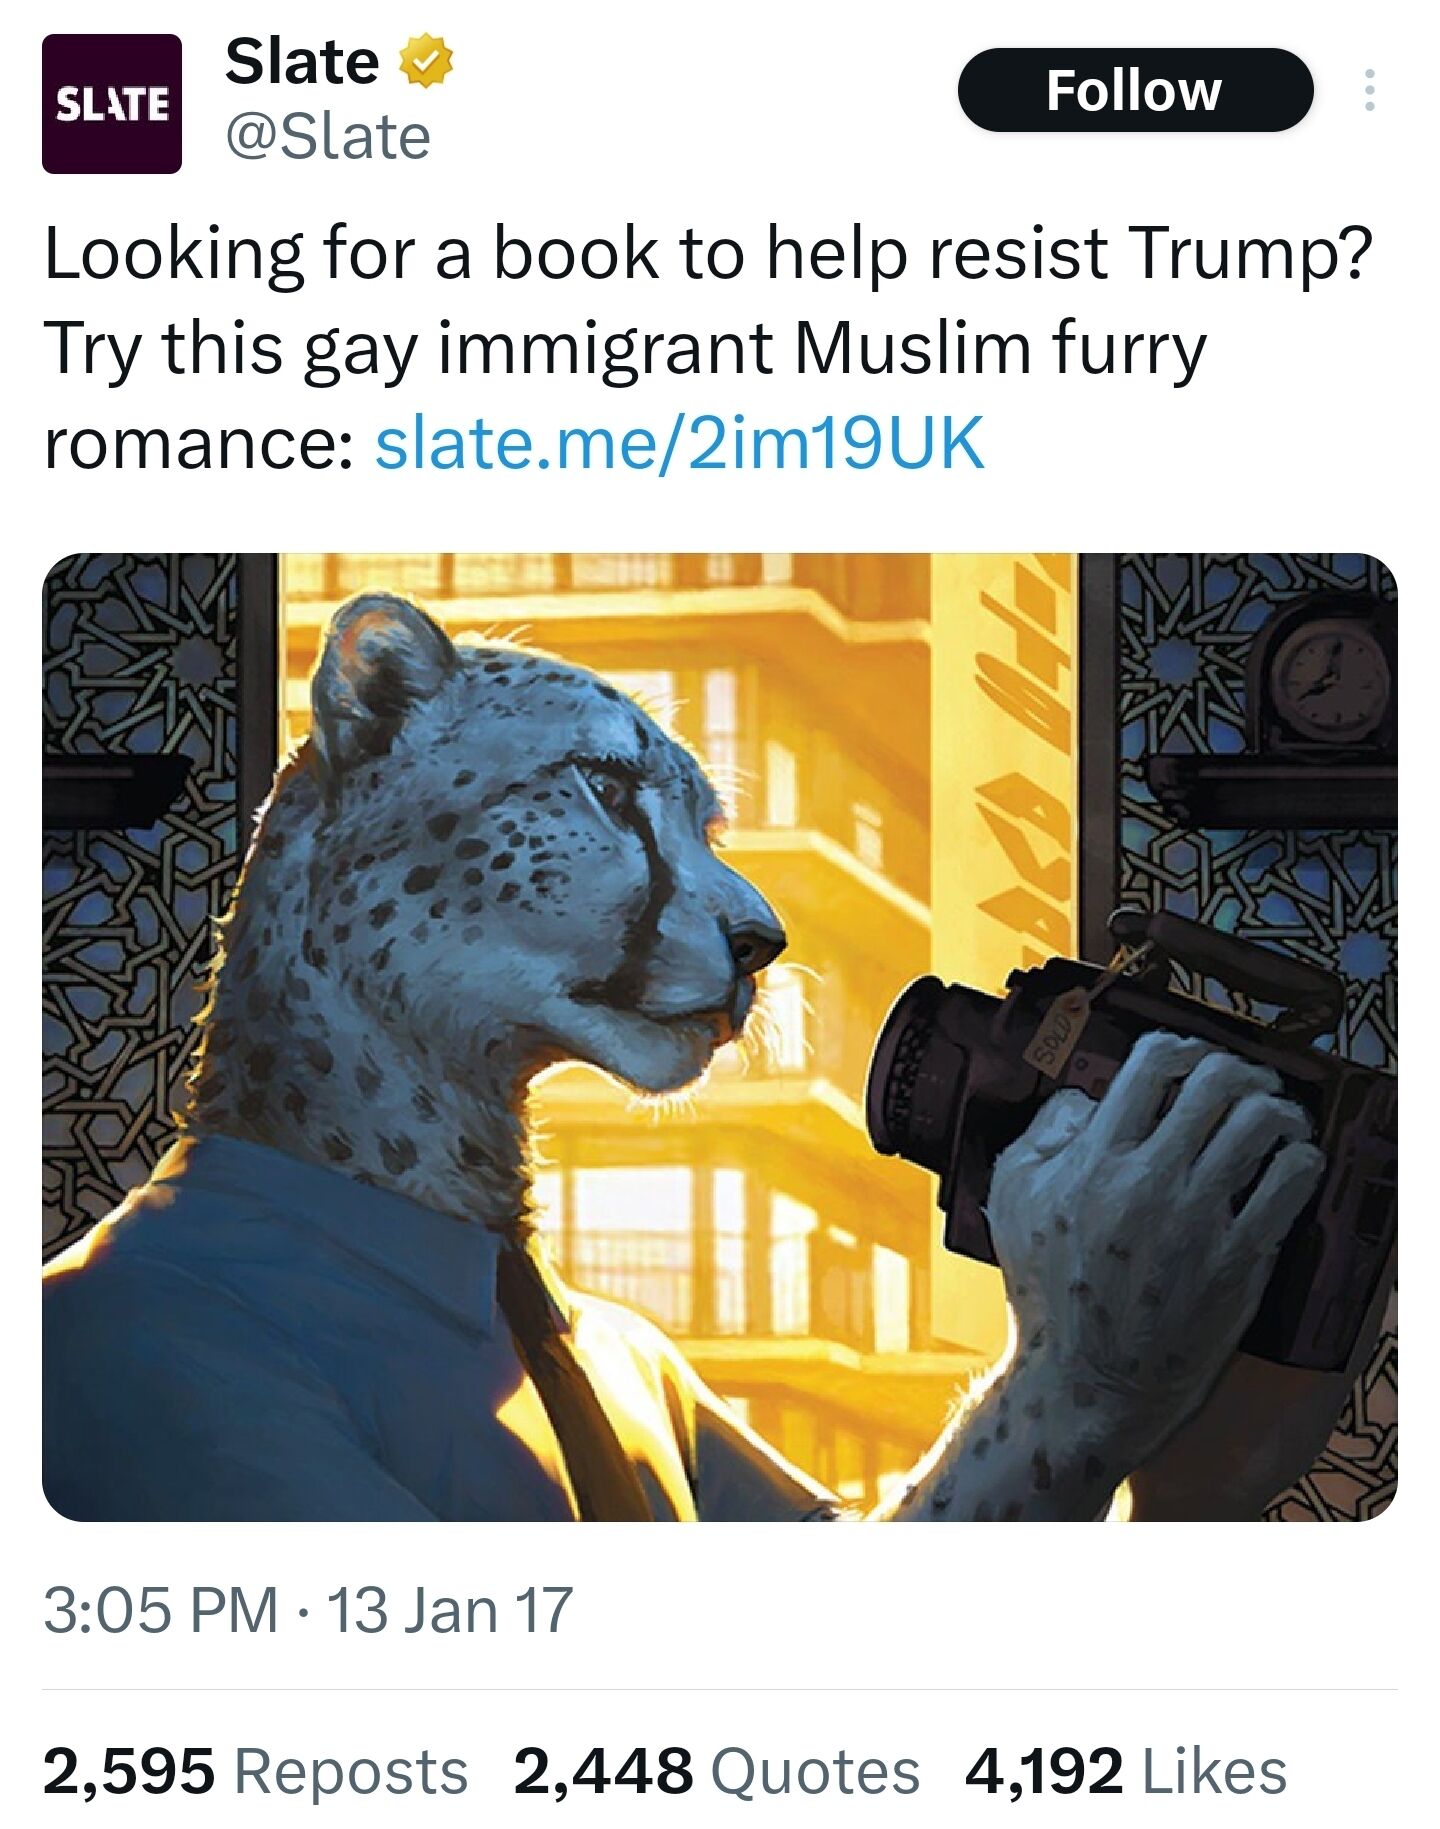 SLATE
Slate
@Slate
Follow
Looking for a book to help resist Trump?
Try this gay immigrant Muslim furry
romance: slate.me/2im19UK
SOLD
3:05 PM · 13 Jan 17
2,595 Reposts 2,448 Quotes 4,192 Likes